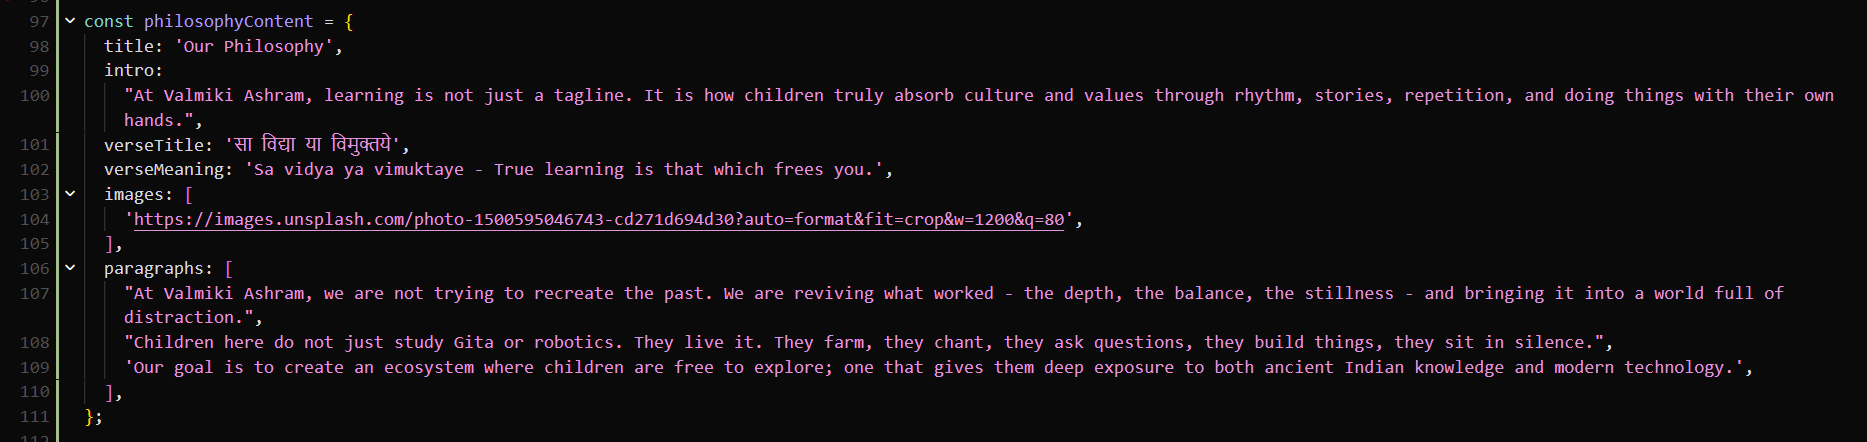 97 const philosophyContent = {
98 title: 'Our Philosophy',
99 intro:
100 "At Valmiki Ashram, learning is not just a tagline. It is how children truly absorb culture and values through rhythm, stories, repetition, and doing things with their own
hands.",
101 verseTitle: 'सा विद्या या विमुक्तये',
102 verseMeaning: 'Sa vidya ya vimuktaye - True learning is that which frees you.',
103 images: [
104 'https://images.unsplash.com/photo-1500595046743-cd271d694d30?auto=format&fit=crop&w=1200&q=80',
105 ],
106 paragraphs: [
107 "At Valmiki Ashram, we are not trying to recreate the past. We are reviving what worked - the depth, the balance, the stillness - and bringing it into a world full of
distraction.",
108 "Children here do not just study Gita or robotics. They live it. They farm, they chant, they ask questions, they build things, they sit in silence.",
109 'Our goal is to create an ecosystem where children are free to explore; one that gives them deep exposure to both ancient Indian knowledge and modern technology.',
110 ],
111 };